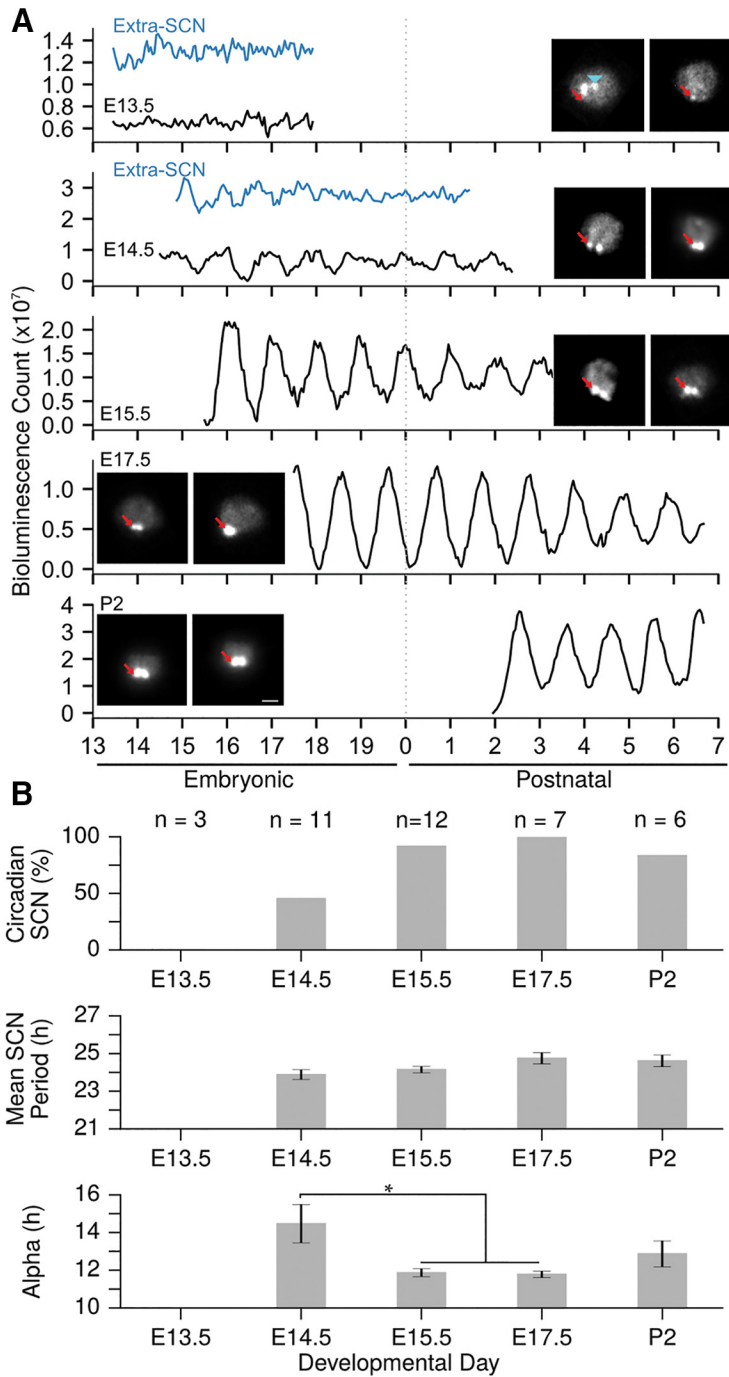 A
Extra-SCN
1.4
1.2
1.0
0.8
0.6
E13.5
Extra-SCN
3
2
1
0
E14.5
2.0
1.5
1.0
0.5
0.0
E15.5
E17.5
1.0
0.5
0.0
P2
4
3
2
1
0
Bioluminescence Count (x10⁷)
13 14 15 16 17 18 19 0 1 2 3 4 5 6 7
Embryonic Postnatal
B
n = 3 n = 11 n=12 n = 7 n = 6
100
50
0
Circadian
SCN (%)
E13.5 E14.5 E15.5 E17.5 P2
27
25
23
21
Mean SCN
Period (h)
E13.5 E14.5 E15.5 E17.5 P2
*
16
14
12
10
Alpha (h)
E13.5 E14.5 E15.5 E17.5 P2
Developmental Day